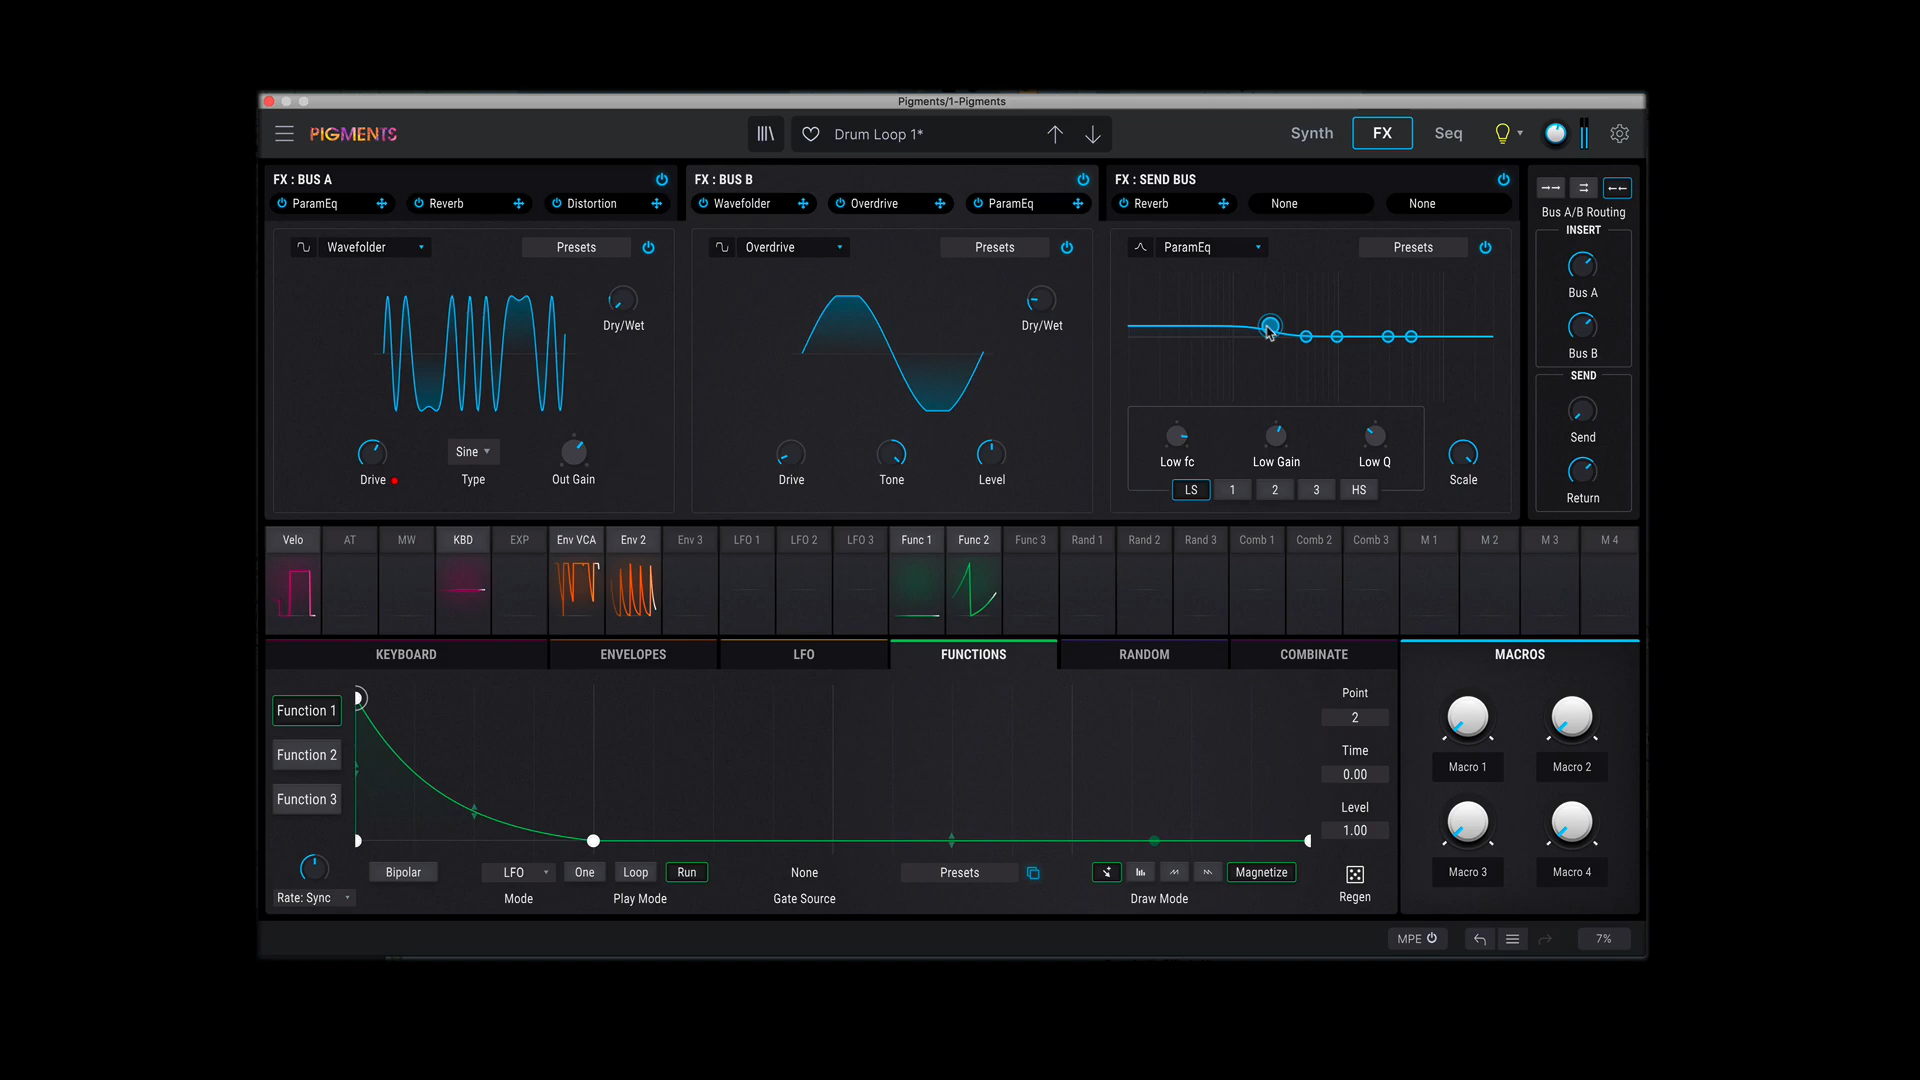 Pigments/1-Pigments
PIGMENTS
Drum Loop 1*
Synth
FX
Seq
FX : BUS A
ParamEq
Reverb
Distortion
FX : BUS B
Wavefolder
Overdrive
ParamEq
FX : SEND BUS
Reverb
None
None
Bus A/B Routing
INSERT
Bus A
Bus B
SEND
Send
Return
Wavefolder
Presets
Dry/Wet
Drive
Sine
Type
Out Gain
Overdrive
Presets
Dry/Wet
Drive
Tone
Level
ParamEq
Presets
Low fc
Low Gain
Low Q
Scale
LS
1
2
3
HS
Velo
AT
MW
KBD
EXP
Env VCA
Env 2
Env 3
LFO 1
LFO 2
LFO 3
Func 1
Func 2
Func 3
Rand 1
Rand 2
Rand 3
Comb 1
Comb 2
Comb 3
M 1
M 2
M 3
M 4
KEYBOARD
ENVELOPES
LFO
FUNCTIONS
RANDOM
COMBINATE
MACROS
Function 1
Function 2
Function 3
Point
2
Time
0.00
Level
1.00
Macro 1
Macro 2
Macro 3
Macro 4
Rate: Sync
Bipolar
LFO
Mode
One
Loop
Run
Play Mode
None
Gate Source
Presets
Magnetize
Draw Mode
Regen
MPE
7%